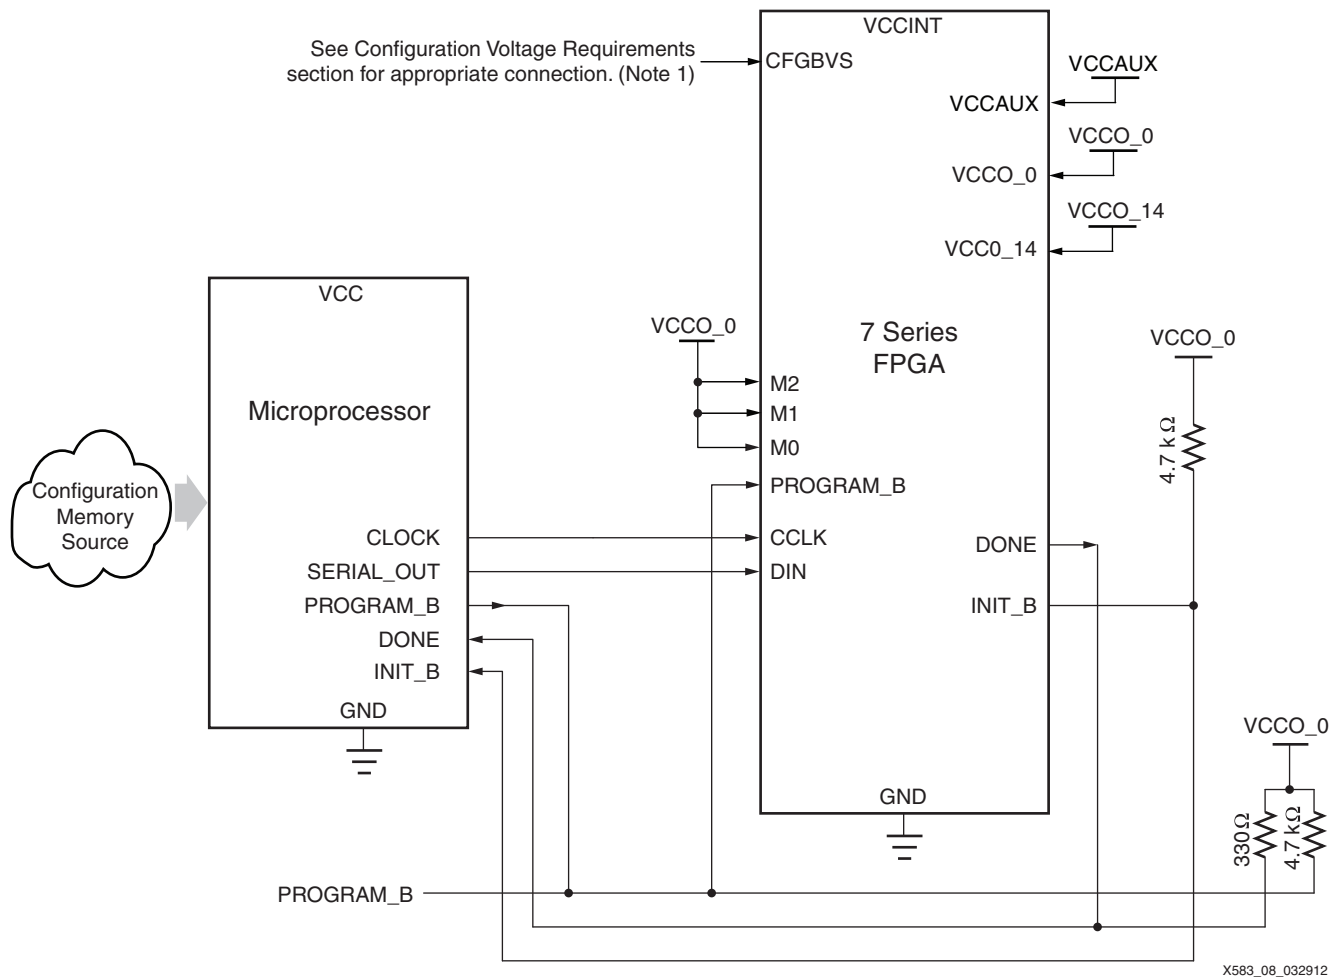 VCCINT
See Configuration Voltage Requirements
section for appropriate connection. (Note 1)
CFGBVS
VCCAUX
VCCAUX
VCCO_0
VCCO_0
VCCO_14
VCC0_14
VCC
VCCO_0
7 Series
FPGA
VCCO_0
Microprocessor
M2
M1
M0
4.7 kΩ
Configuration
Memory
Source
PROGRAM_B
CLOCK
CCLK
DONE
SERIAL_OUT
DIN
PROGRAM_B
INIT_B
DONE
INIT_B
GND
VCCO_0
GND
330Ω
4.7 kΩ
PROGRAM_B
X583_08_032912